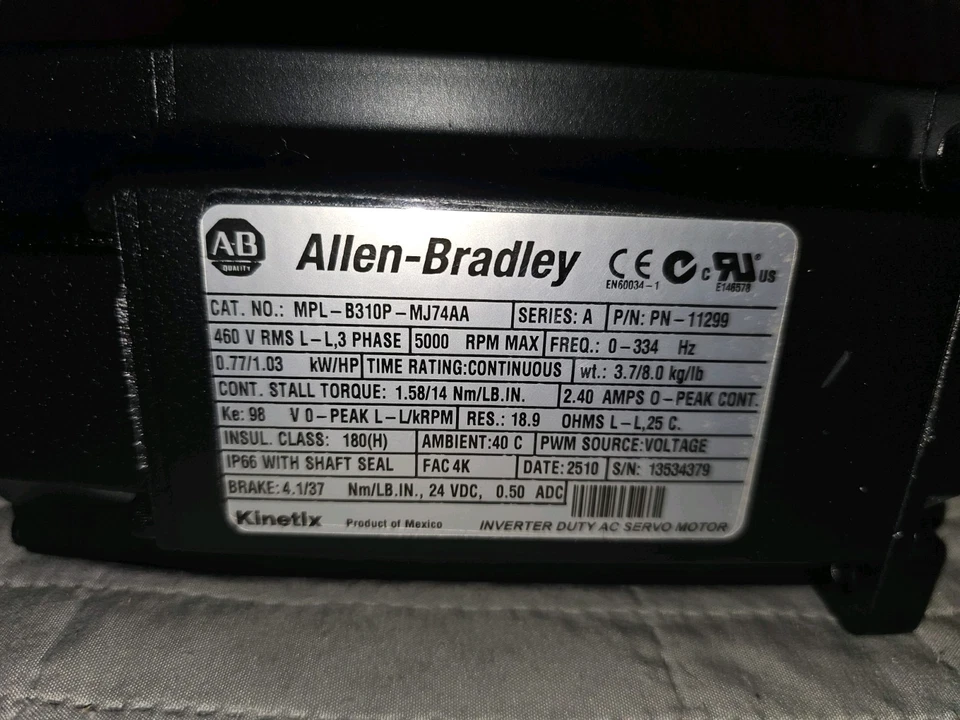 A-B
QUALITY
Allen-Bradley
CE
EN60034-1
c UR us
E146578
CAT. NO.: MPL-B310P-MJ74AA SERIES: A P/N: PN-11299
460 V RMS L-L,3 PHASE 5000 RPM MAX FREQ.: 0-334 Hz
0.77/1.03 kW/HP TIME RATING:CONTINUOUS wt.: 3.7/8.0 kg/lb
CONT. STALL TORQUE: 1.58/14 Nm/LB.IN. 2.40 AMPS 0-PEAK CONT.
Ke: 98 V 0-PEAK L-L/kRPM RES.: 18.9 OHMS L-L,25 C.
INSUL. CLASS: 180(H) AMBIENT:40 C PWM SOURCE:VOLTAGE
IP66 WITH SHAFT SEAL FAC 4K DATE:2510 S/N: 13534379
BRAKE: 4.1/37 Nm/LB.IN., 24 VDC, 0.50 ADC
Kinetix Product of Mexico INVERTER DUTY AC SERVO MOTOR